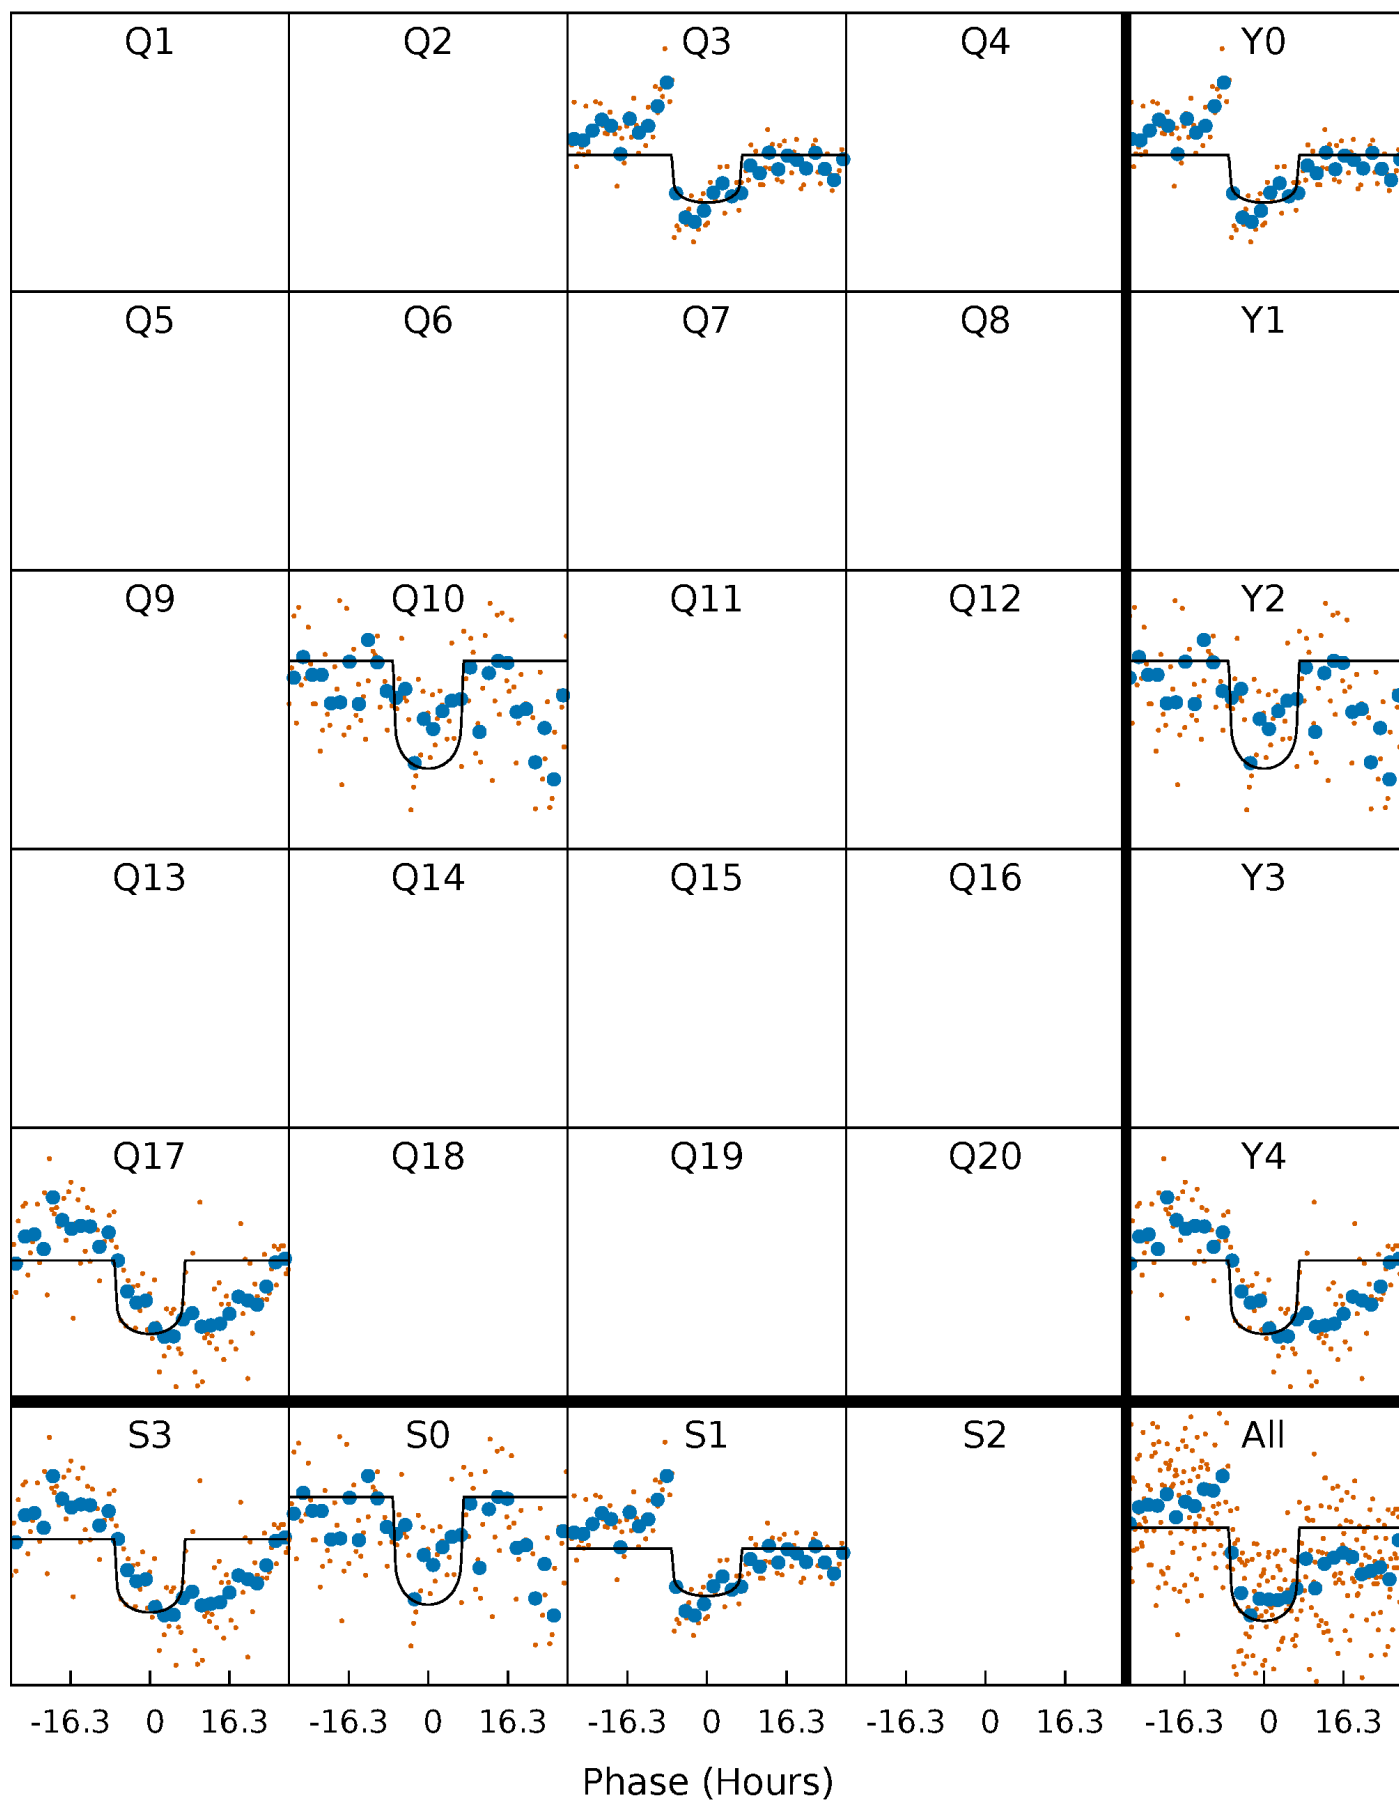 Q1 Q2 Q3 Q4 Y0
Q5 Q6 Q7 Q8 Y1
Q9 Q10 Q11 Q12 Y2
Q13 Q14 Q15 Q16 Y3
Q17 Q18 Q19 Q20 Y4
S3 S0 S1 S2 All
-16.3 0 16.3 -16.3 0 16.3 -16.3 0 16.3 -16.3 0 16.3 -16.3 0 16.3
Phase (Hours)